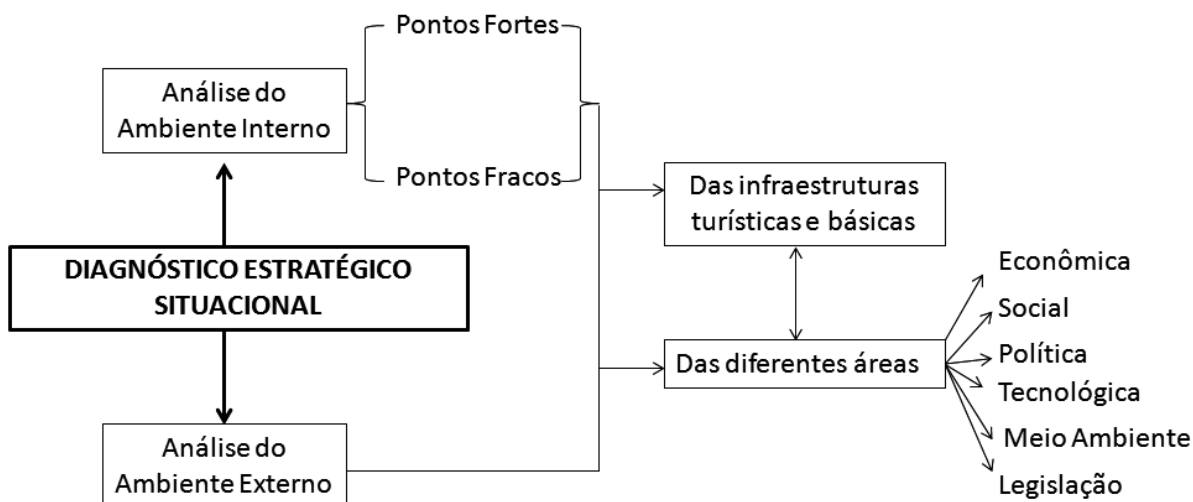 Pontos Fortes
Análise do
Ambiente Interno
Pontos Fracos
DIAGNÓSTICO ESTRATÉGICO
SITUACIONAL
Análise do
Ambiente Externo
Das infraestruturas
turísticas e básicas
Das diferentes áreas
Econômica
Social
Política
Tecnológica
Meio Ambiente
Legislação